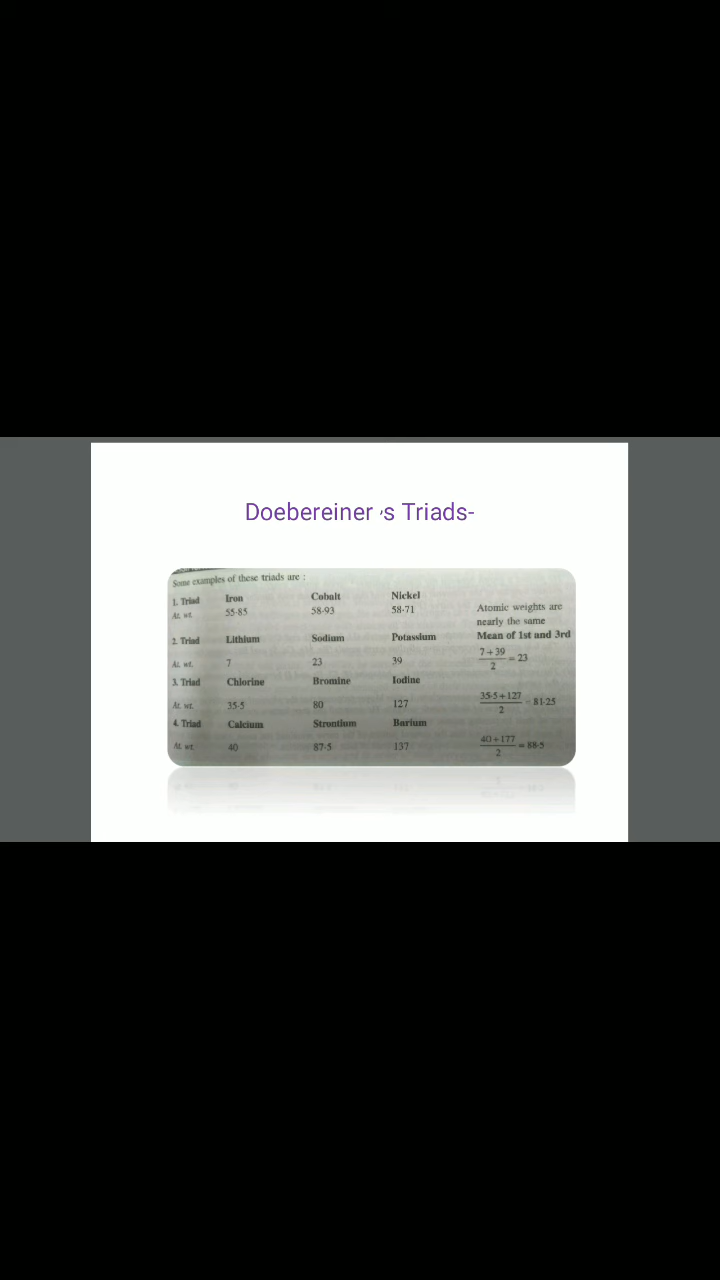 Doebereiner ’s Triads-
Some examples of these triads are :
1. Triad Iron Cobalt Nickel
At. wt. 55·85 58·93 58·71 Atomic weights are
nearly the same
2. Triad Lithium Sodium Potassium Mean of 1st and 3rd
At. wt. 7 23 39 7 + 39 / 2 = 23
3. Triad Chlorine Bromine Iodine
At. wt. 35·5 80 127 35·5 + 127 / 2 = 81·25
4. Triad Calcium Strontium Barium
At. wt. 40 87·5 137 40 + 177 / 2 = 88·5